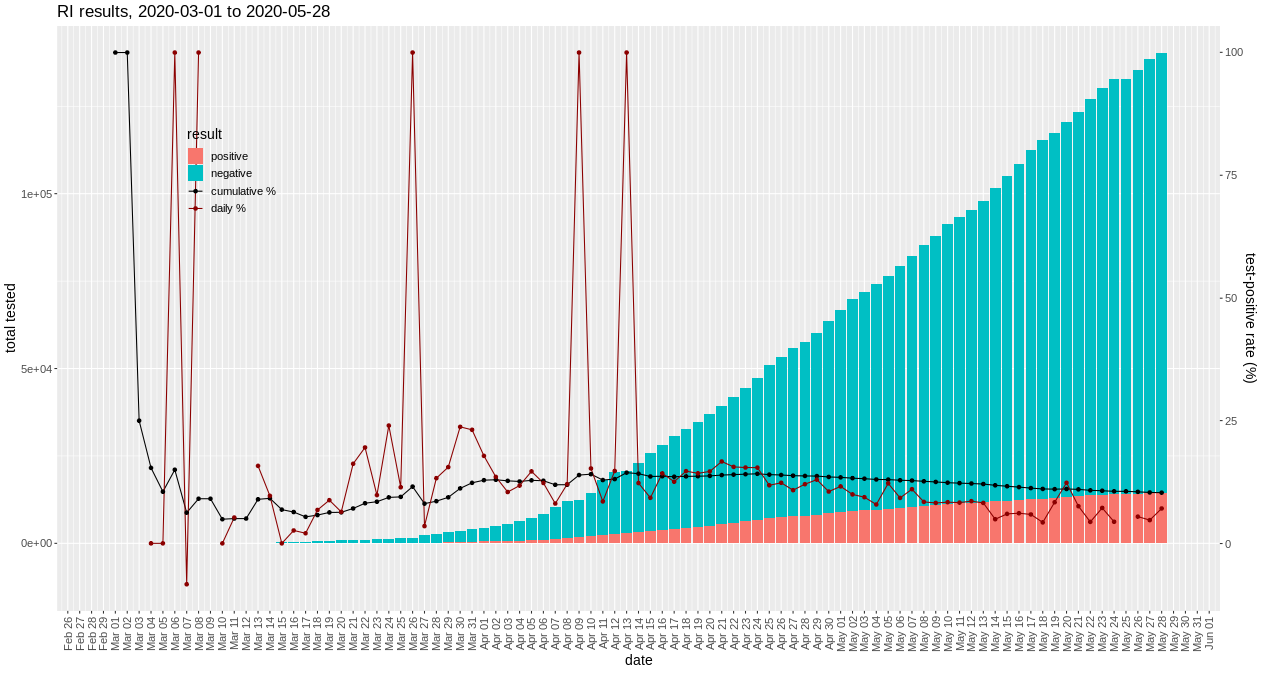 RI results, 2020-03-01 to 2020-05-28
result
positive
negative
cumulative %
daily %
total tested
1e+05
5e+04
0e+00
test-positive rate (%)
100
75
50
25
0
Feb 26
Feb 27
Feb 28
Feb 29
Mar 01
Mar 02
Mar 03
Mar 04
Mar 05
Mar 06
Mar 07
Mar 08
Mar 09
Mar 10
Mar 11
Mar 12
Mar 13
Mar 14
Mar 15
Mar 16
Mar 17
Mar 18
Mar 19
Mar 20
Mar 21
Mar 22
Mar 23
Mar 24
Mar 25
Mar 26
Mar 27
Mar 28
Mar 29
Mar 30
Mar 31
Apr 01
Apr 02
Apr 03
Apr 04
Apr 05
Apr 06
Apr 07
Apr 08
Apr 09
Apr 10
Apr 11
Apr 12
Apr 13
Apr 14
Apr 15
Apr 16
Apr 17
Apr 18
Apr 19
Apr 20
Apr 21
Apr 22
Apr 23
Apr 24
Apr 25
Apr 26
Apr 27
Apr 28
Apr 29
Apr 30
May 01
May 02
May 03
May 04
May 05
May 06
May 07
May 08
May 09
May 10
May 11
May 12
May 13
May 14
May 15
May 16
May 17
May 18
May 19
May 20
May 21
May 22
May 23
May 24
May 25
May 26
May 27
May 28
May 29
May 30
May 31
Jun 01
date